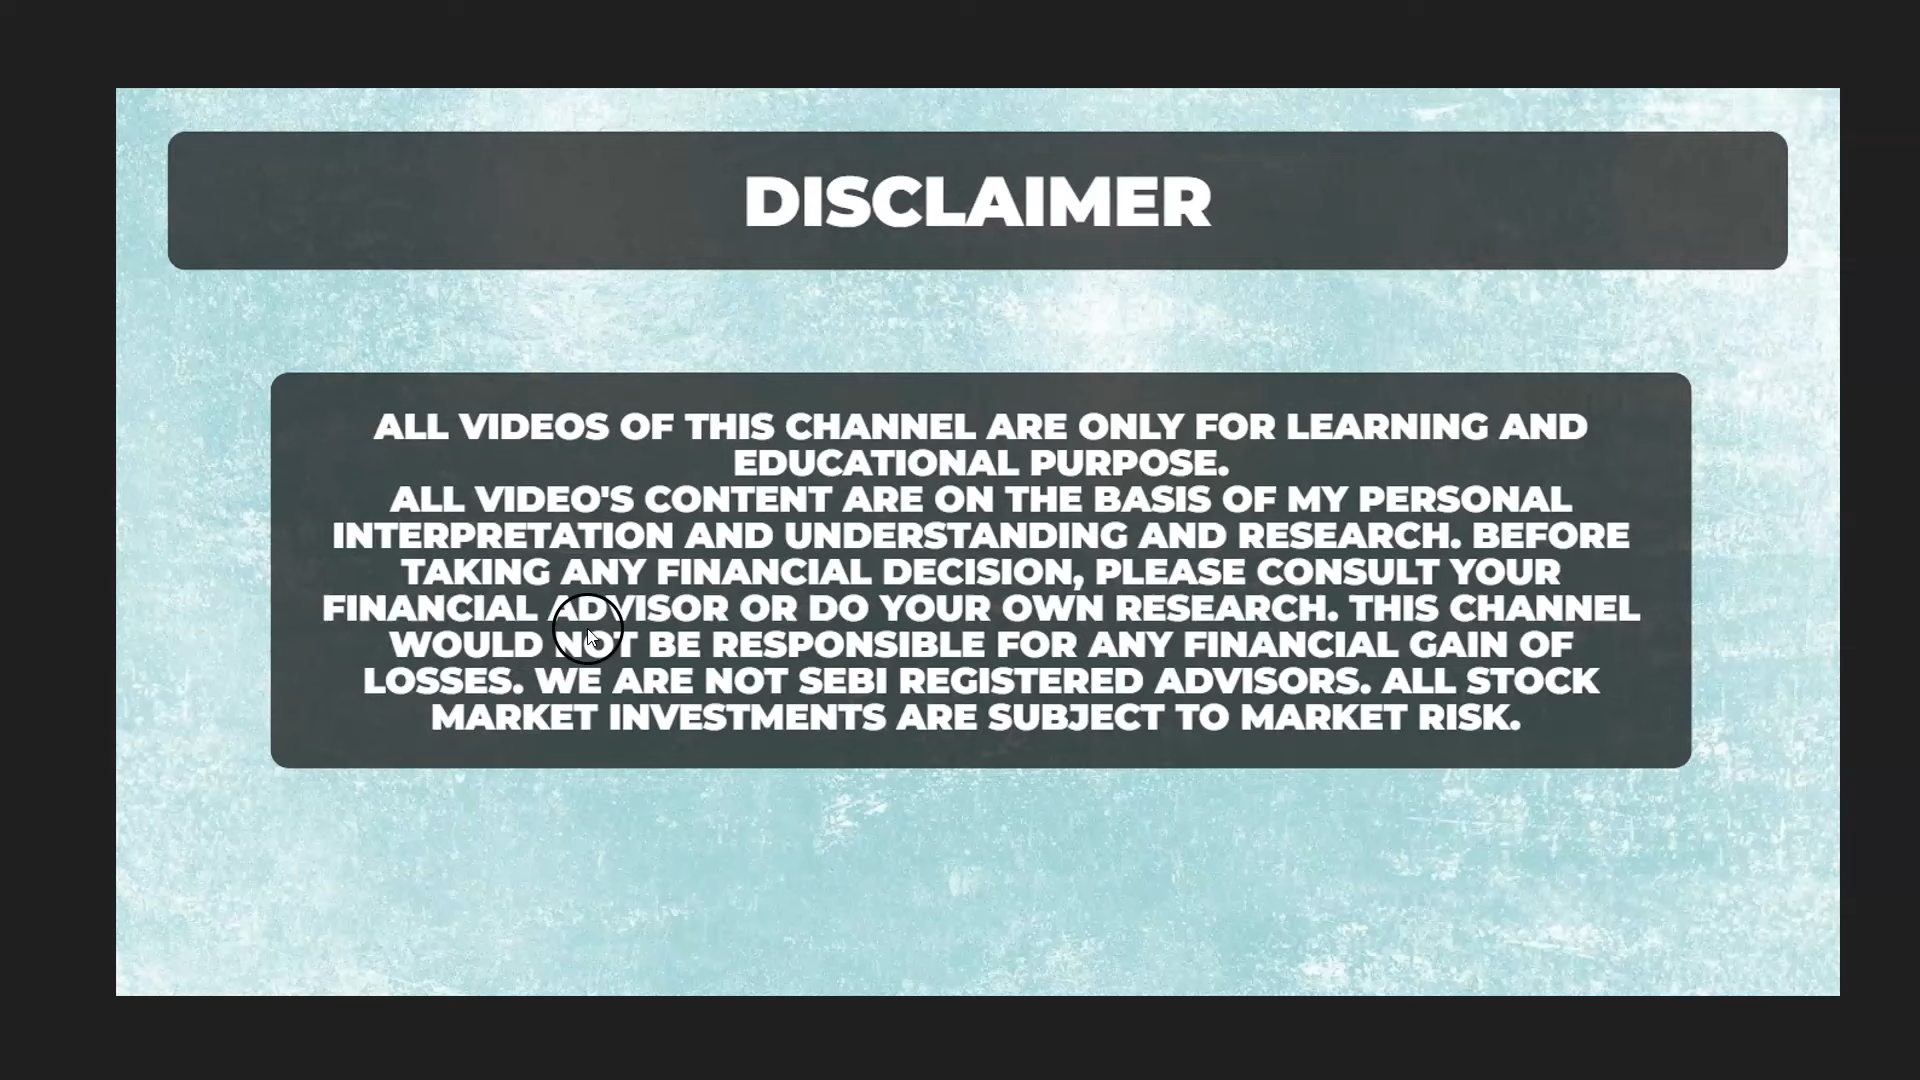 DISCLAIMER
ALL VIDEOS OF THIS CHANNEL ARE ONLY FOR LEARNING AND
EDUCATIONAL PURPOSE.
ALL VIDEO'S CONTENT ARE ON THE BASIS OF MY PERSONAL
INTERPRETATION AND UNDERSTANDING AND RESEARCH. BEFORE
TAKING ANY FINANCIAL DECISION, PLEASE CONSULT YOUR
FINANCIAL ADVISOR OR DO YOUR OWN RESEARCH. THIS CHANNEL
WOULD NOT BE RESPONSIBLE FOR ANY FINANCIAL GAIN OF
LOSSES. WE ARE NOT SEBI REGISTERED ADVISORS. ALL STOCK
MARKET INVESTMENTS ARE SUBJECT TO MARKET RISK.